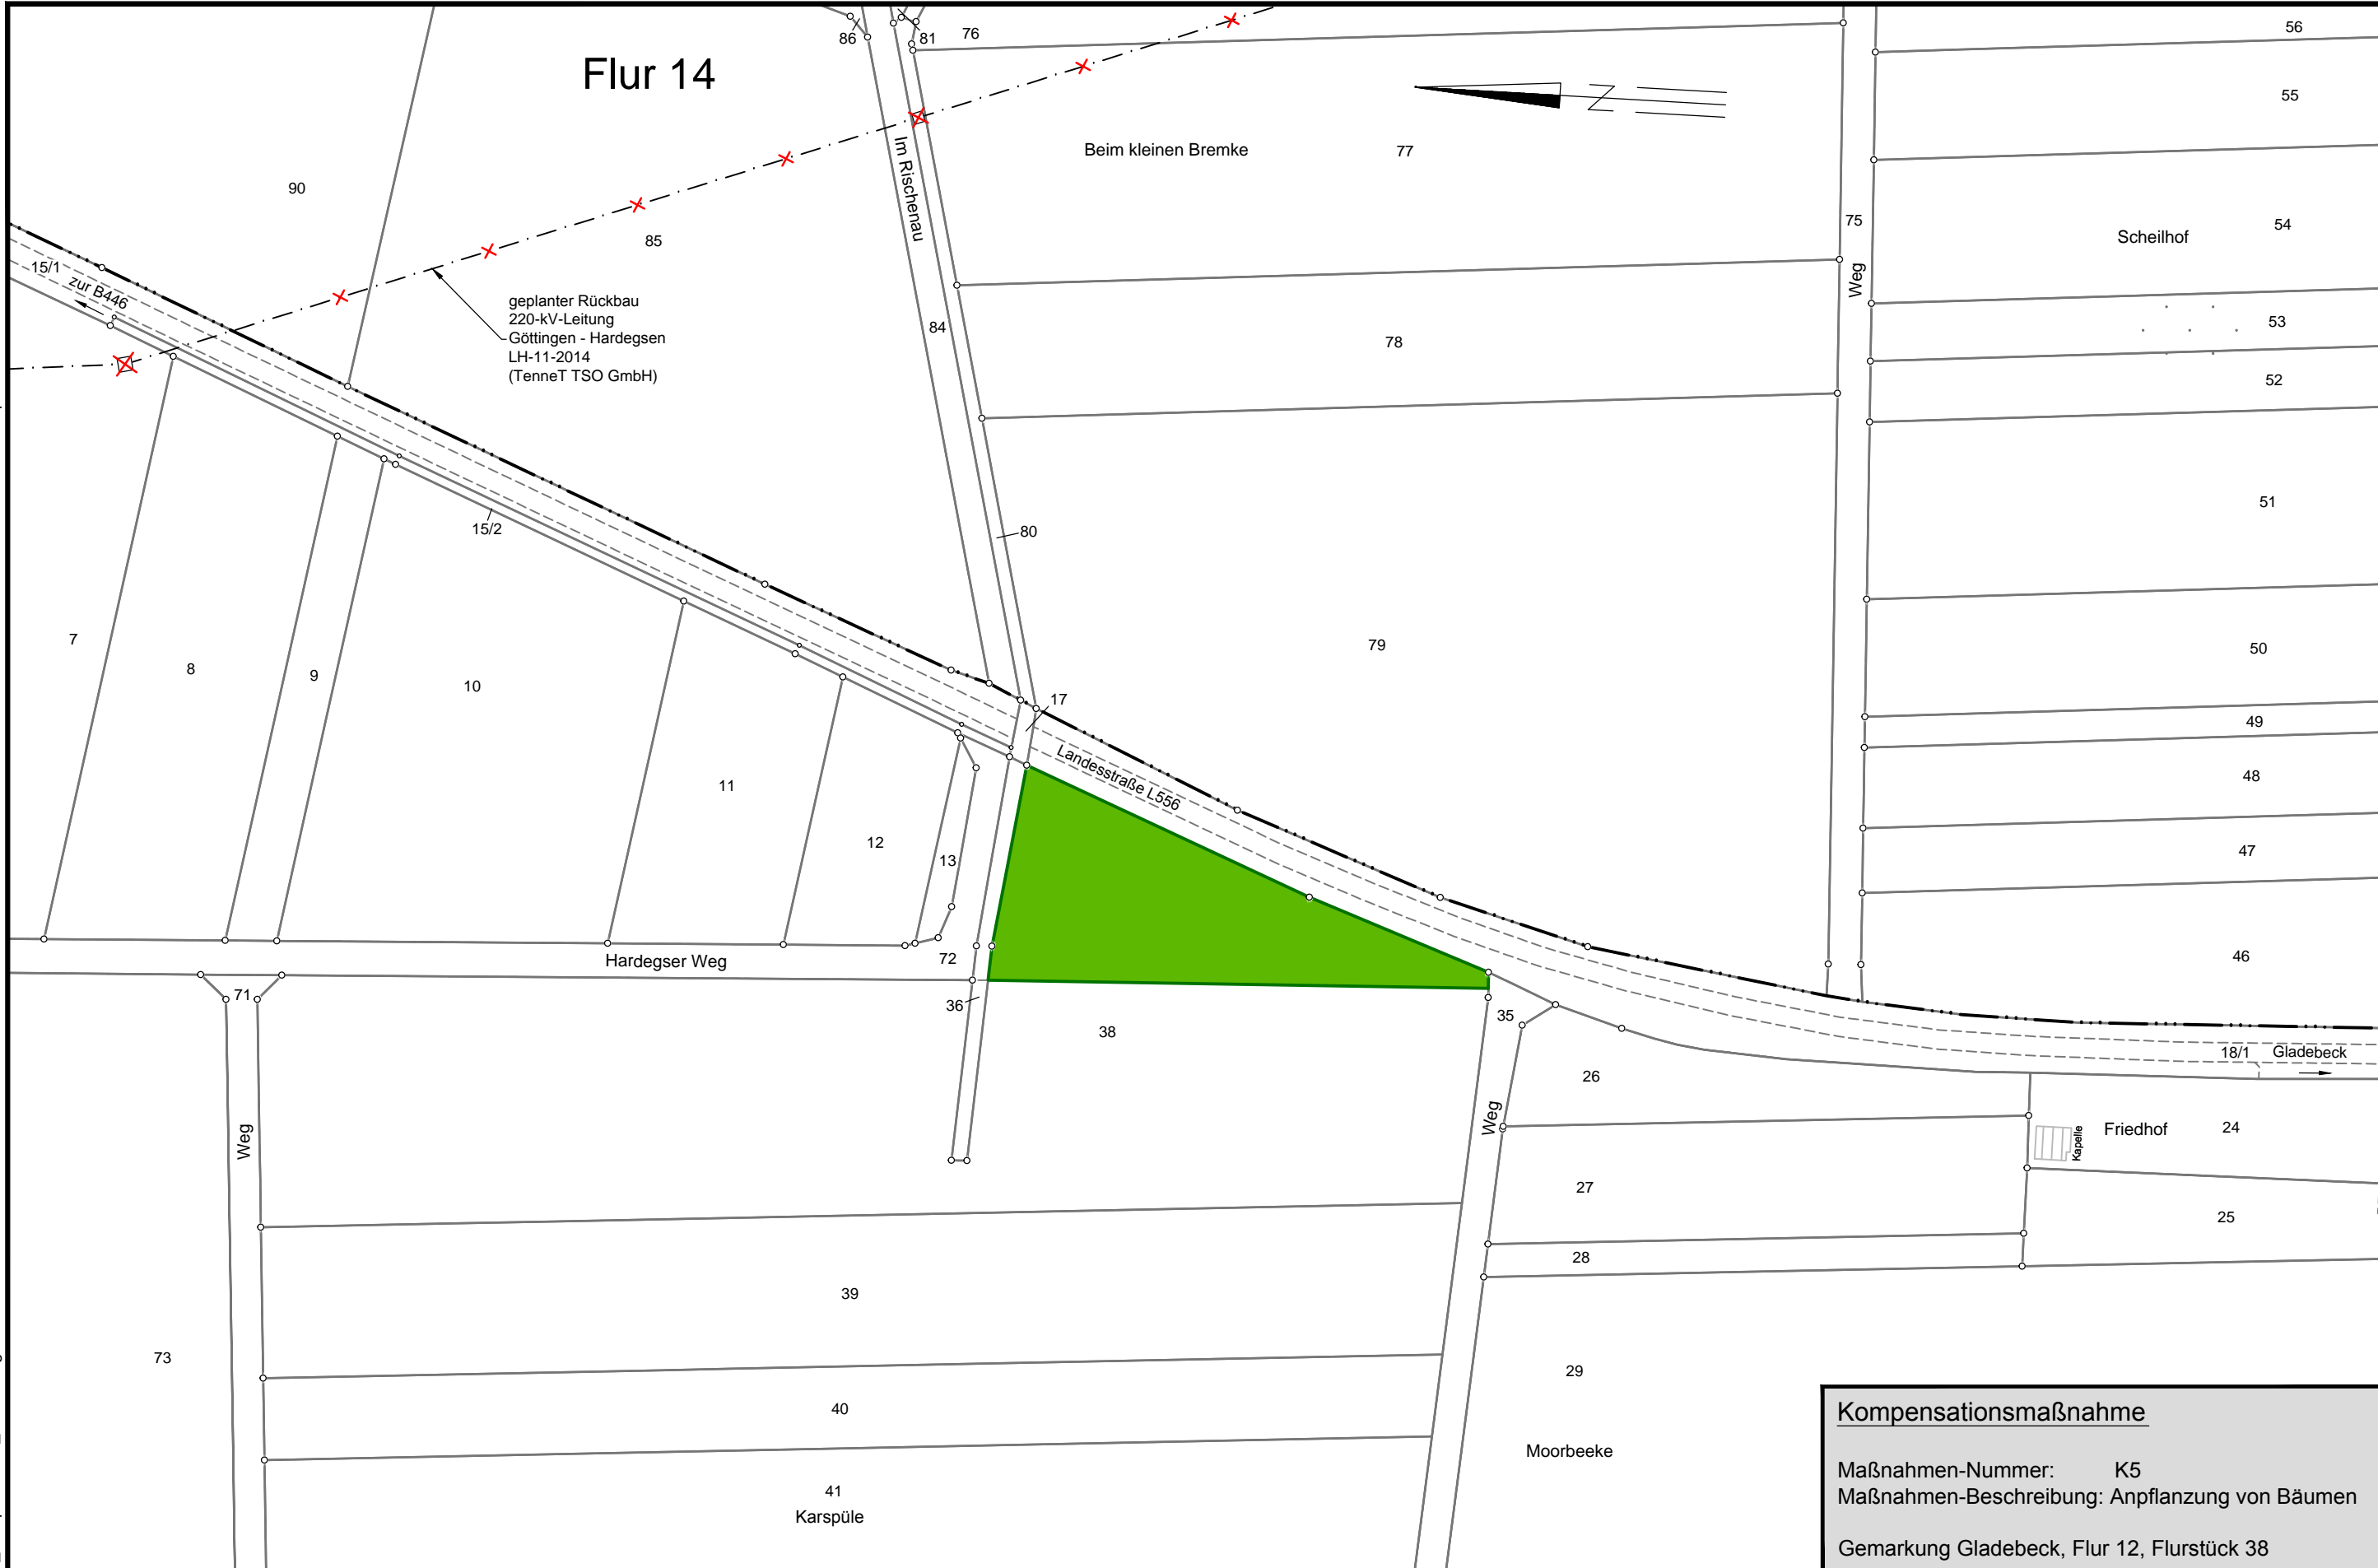 86
81
76
56
Flur 14
55
Im Rischenau
Beim kleinen Bremke
77
Z
90
75
54
Scheilhof
85
15/1
zur B446
Weg
geplanter Rückbau
220-kV-Leitung
Göttingen - Hardegsen
LH-11-2014
(TenneT TSO GmbH)
84
53
78
52
51
15/2
80
7
8
9
10
79
50
17
49
Landesstraße L556
48
11
12
13
47
Hardegser Weg
72
46
71
36
38
35
18/1
Gladebeck
26
Weg
Weg
Friedhof
24
Kapelle
27
25
28
39
73
29
40
Moorbeeke
41
Karspüle
Kompensationsmaßnahme
Maßnahmen-Nummer: K5
Maßnahmen-Beschreibung: Anpflanzung von Bäumen
Gemarkung Gladebeck, Flur 12, Flurstück 38